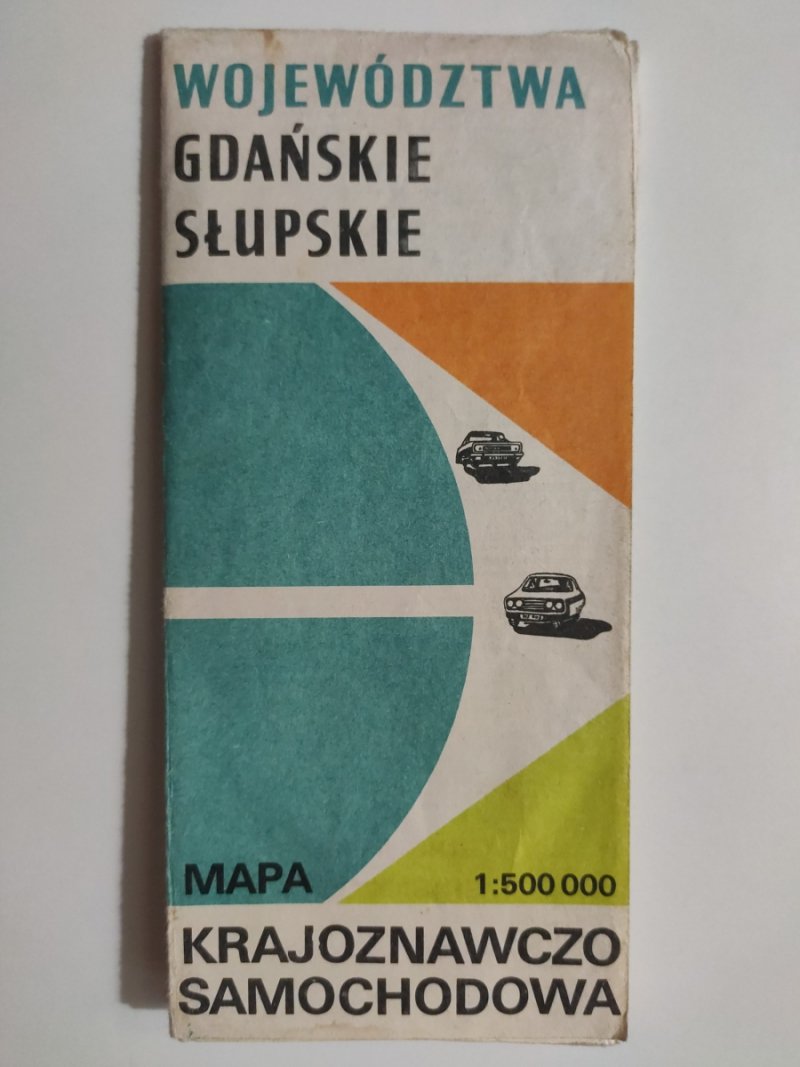 WOJEWÓDZTWA
GDAŃSKIE
SŁUPSKIE
MAPA
1:500 000
KRAJOZNAWCZO
SAMOCHODOWA